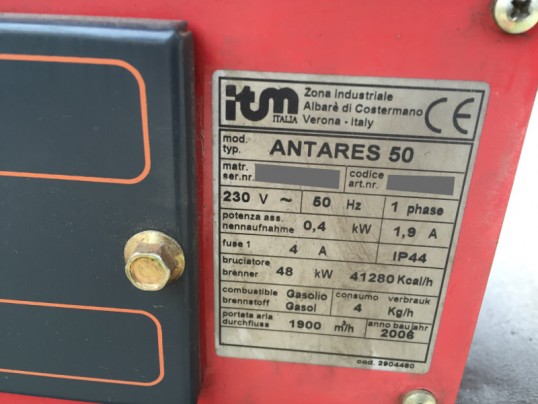 itm
ITALIA
Zona Industriale
Albarè di Costermano
Verona - Italy
CE
mod.
typ. ANTARES 50
matr.
ser.nr.
codice
art.nr.
230 V ~ 50 Hz 1 phase
potenza ass.
nennaufnahme 0,4 kW 1,9 A
fuse 1 4 A IP44
bruciatore
brenner 48 kW 41280 Kcal/h
combustibile Gasolio consumo verbrauk
brennstoff Gasol 4 Kg/h
portata aria
durchfluss 1900 m³/h
anno baujahr
2006
cod. 2904480